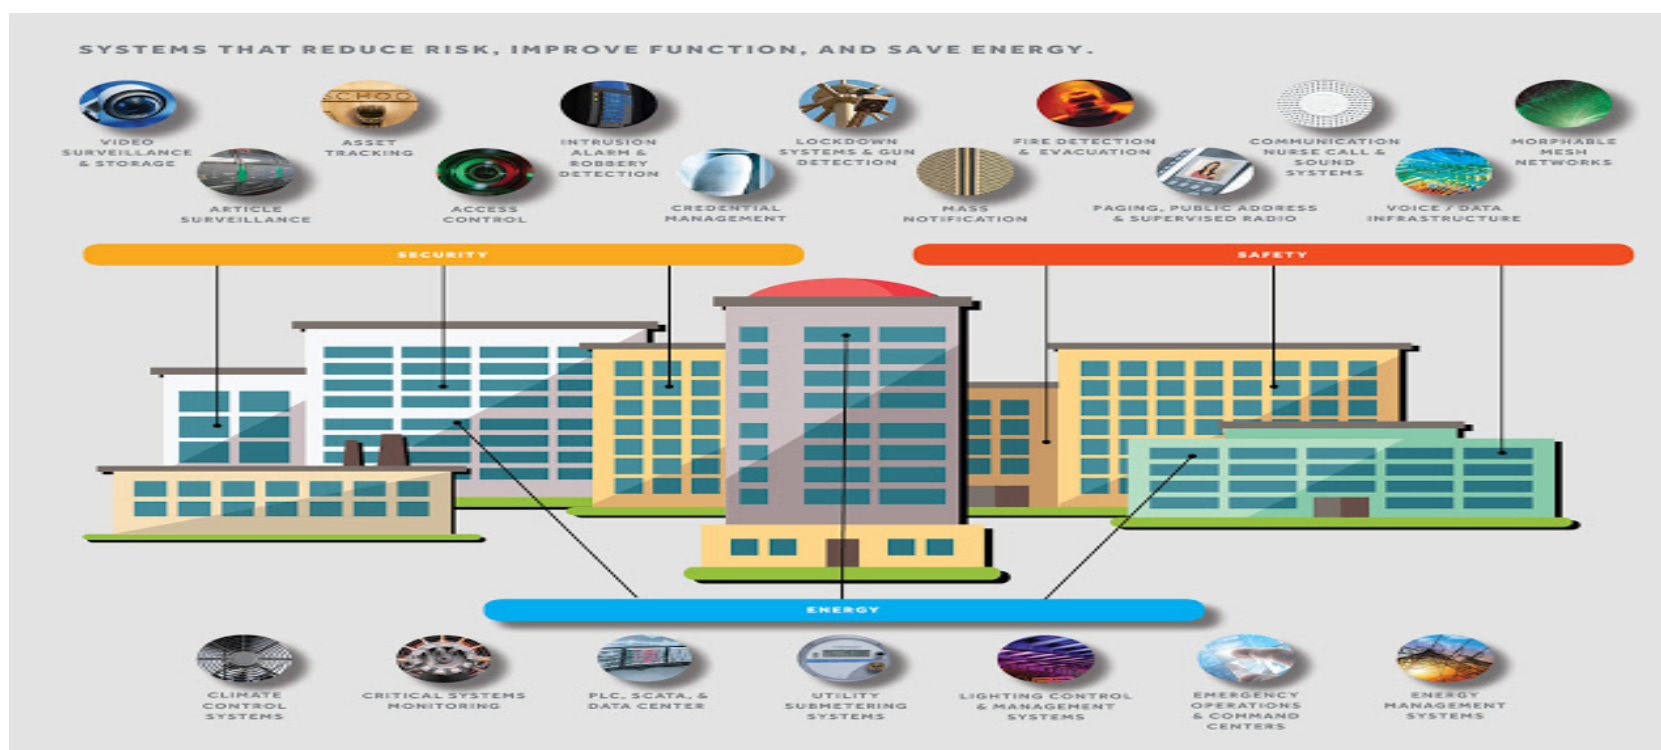 SYSTEMS THAT REDUCE RISK, IMPROVE FUNCTION, AND SAVE ENERGY.
VIDEO
SURVEILLANCE
& STORAGE
ASSET
TRACKING
INTRUSION
ALARM &
ROBBERY
DETECTION
LOCKDOWN
SYSTEMS & GUN
DETECTION
FIRE DETECTION
& EVACUATION
COMMUNICATION
NURSE CALL &
SOUND
SYSTEMS
MORPHABLE
MESH
NETWORKS
SCHOO
ARTICLE
SURVEILLANCE
ACCESS
CONTROL
CREDENTIAL
MANAGEMENT
MASS
NOTIFICATION
PAGING, PUBLIC ADDRESS
& SUPERVISED RADIO
VOICE / DATA
INFRASTRUCTURE
SECURITY
SAFETY
ENERGY
CLIMATE
CONTROL
SYSTEMS
CRITICAL SYSTEMS
MONITORING
PLC, SCATA, &
DATA CENTER
UTILITY
SUBMETERING
SYSTEMS
LIGHTING CONTROL
& MANAGEMENT
SYSTEMS
EMERGENCY
OPERATIONS
& COMMAND
CENTERS
ENERGY
MANAGEMENT
SYSTEMS